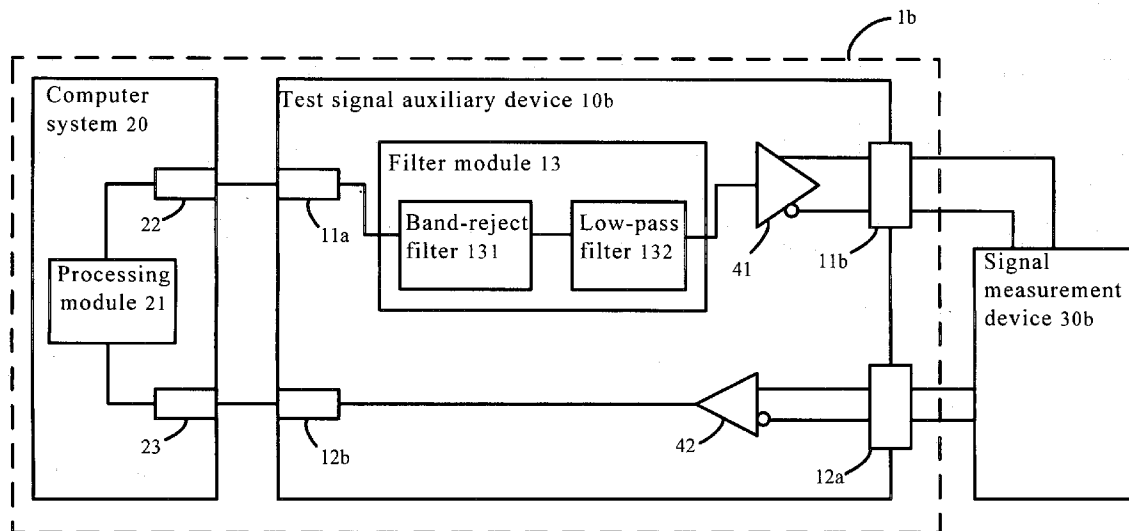 1b
Computer
system 20
Test signal auxiliary device 10b
Filter module 13
22
11a
Band-reject
filter 131
Low-pass
filter 132
41
11b
Processing
module 21
Signal
measurement
device 30b
23
12b
42
12a